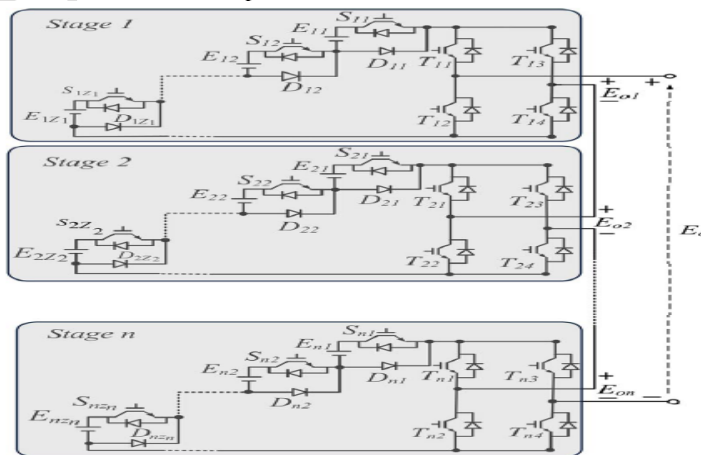 Stage 1
S11
E11
S12
E12
D11
T11
T13
D12
S1Z1
E1Z1
D1Z1
T12
T14
+
+
Eo1
−
Stage 2
S21
E21
S22
E22
D21
T21
T23
D22
S2Z2
E2Z2
D2Z2
T22
T24
+
Eo2
−
Stage n
Sn1
En1
Sn2
En2
Dn1
Tn1
Tn3
Dn2
Snzn
Enzn
Dnzn
Tn2
Tn4
+
Eon
−
−